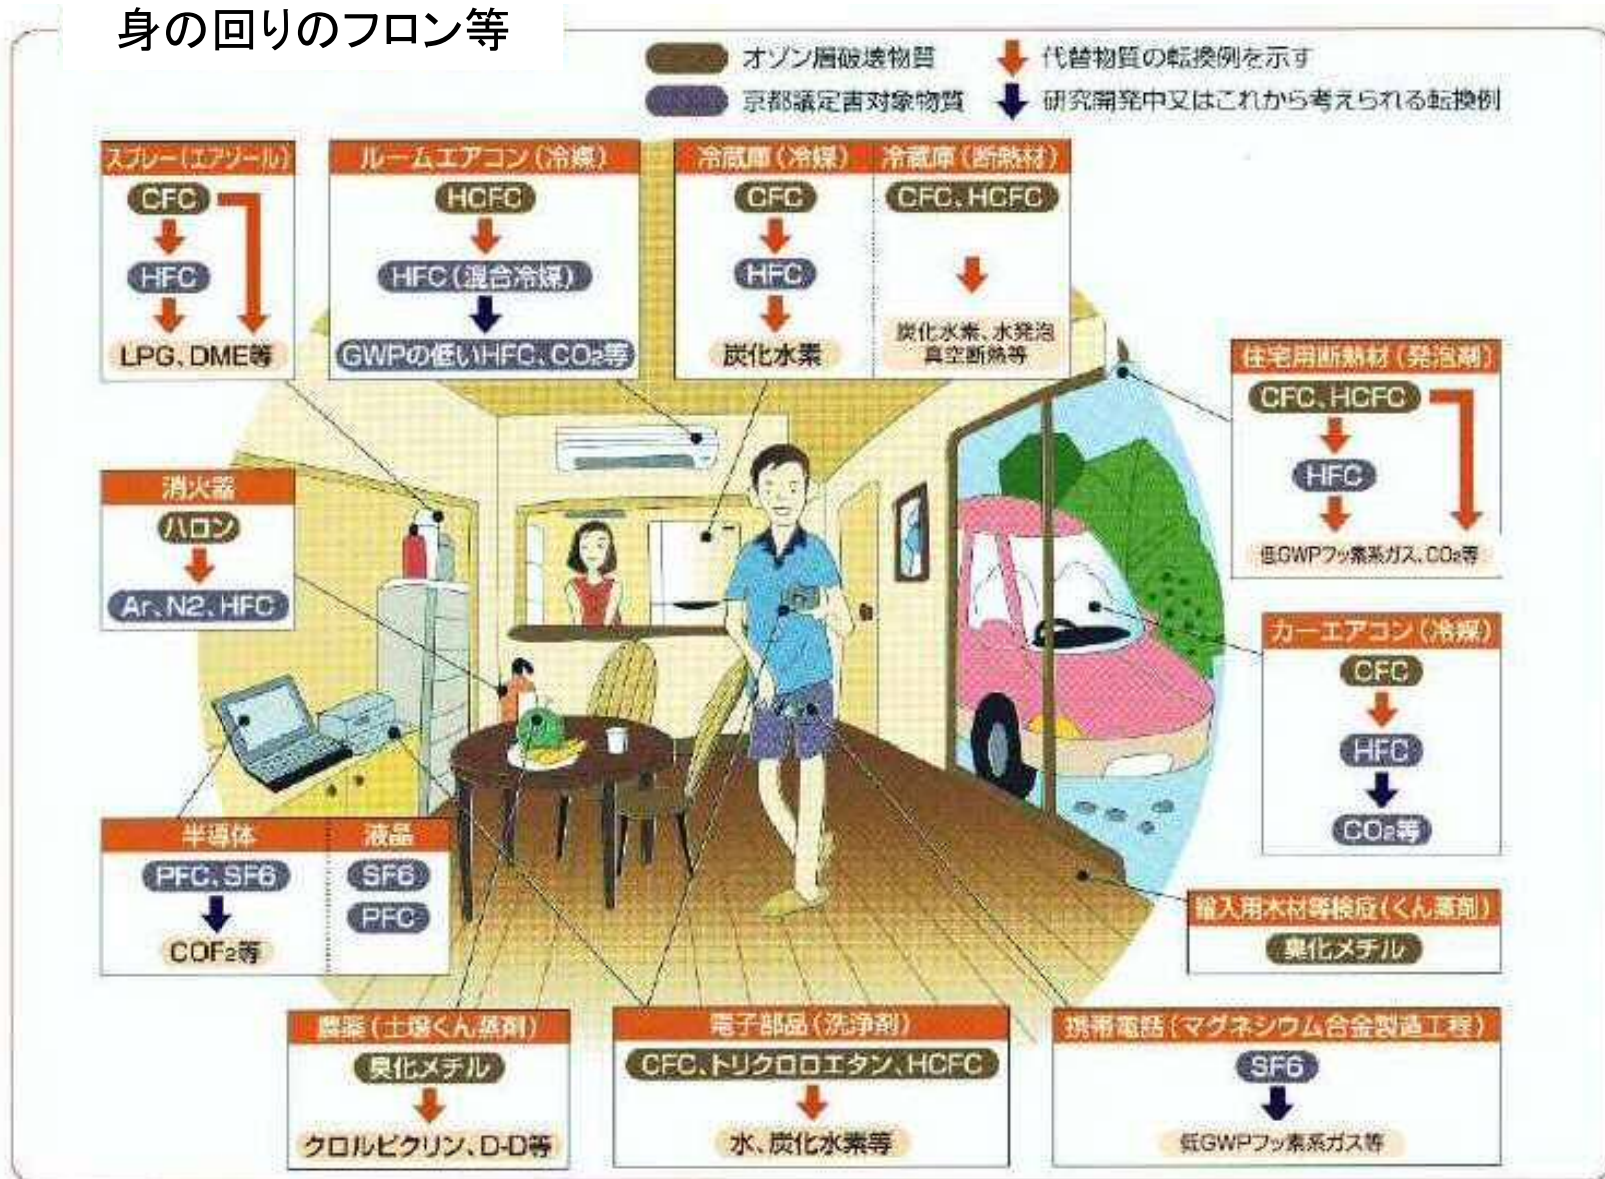 身の回りのフロン等
オゾン層破壊物質
代替物質の転換例を示す
京都議定書対象物質
研究開発中又はこれから考えられる転換例
スプレー(エアゾール)
CFC
HFC
LPG、DME等
ルームエアコン(冷媒)
HCFC
HFC(混合冷媒)
GWPの低いHFC、CO2等
冷蔵庫(冷媒)
CFC
HFC
炭化水素
冷蔵庫(断熱材)
CFC、HCFC
炭化水素、水発泡
真空断熱等
住宅用断熱材(発泡剤)
CFC、HCFC
HFC
低GWPフッ素系ガス、CO2等
消火器
ハロン
Ar、N2、HFC
カーエアコン(冷媒)
CFC
HFC
CO2等
半導体
PFC、SF6
COF2等
液晶
SF6
PFC
輸入用木材等検疫(くん蒸剤)
臭化メチル
農薬(土壌くん蒸剤)
臭化メチル
クロルピクリン、D-D等
電子部品(洗浄剤)
CFC、トリクロロエタン、HCFC
水、炭化水素等
携帯電話(マグネシウム合金製造工程)
SF6
低GWPフッ素系ガス等